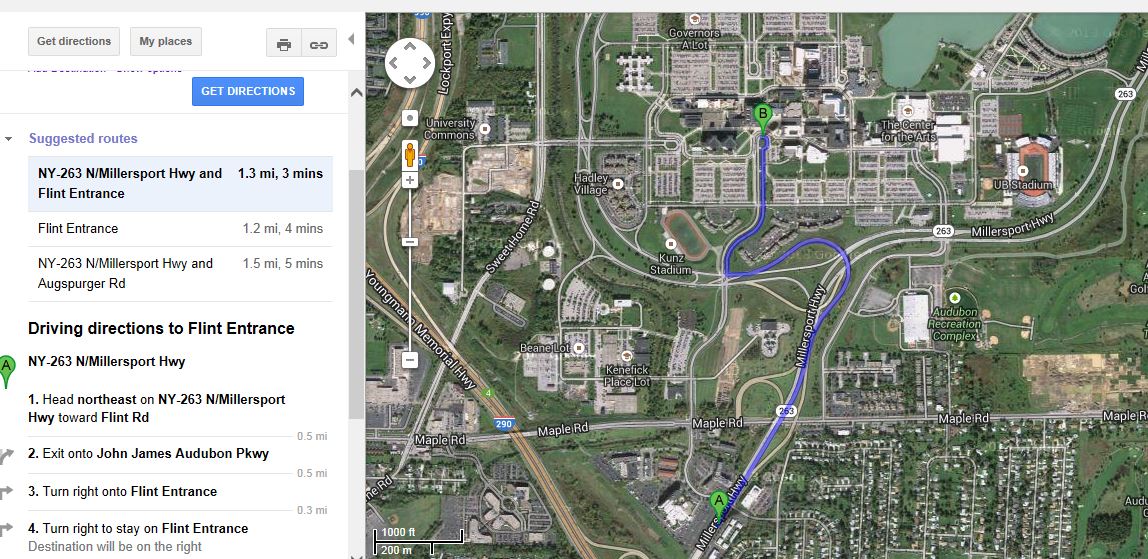 Get directions
My places
Add Destination - Show options
GET DIRECTIONS
Suggested routes
NY-263 N/Millersport Hwy and
Flint Entrance
1.3 mi, 3 mins
Flint Entrance
1.2 mi, 4 mins
NY-263 N/Millersport Hwy and
Augspurger Rd
1.5 mi, 5 mins
Driving directions to Flint Entrance
A
NY-263 N/Millersport Hwy
1. Head northeast on NY-263 N/Millersport
Hwy toward Flint Rd
0.5 mi
2. Exit onto John James Audubon Pkwy
0.5 mi
3. Turn right onto Flint Entrance
0.3 mi
4. Turn right to stay on Flint Entrance
Destination will be on the right
290
Lockport Expy
Governors
A Lot
263
University
Commons
B
The Center
for the Arts
Hadley
Village
UB Stadium
Sweet Home Rd
Kunz
Stadium
263
Millersport Hwy
Youngmann Memorial Hwy
Millersport Hwy
Audubon
Recreation
Complex
Beane Lot
Kenefick
Place Lot
4
290
263
Maple Rd
Maple Rd
Maple Rd
Maple Rd
Maple R
A
Millersport Hwy
1000 ft
200 m